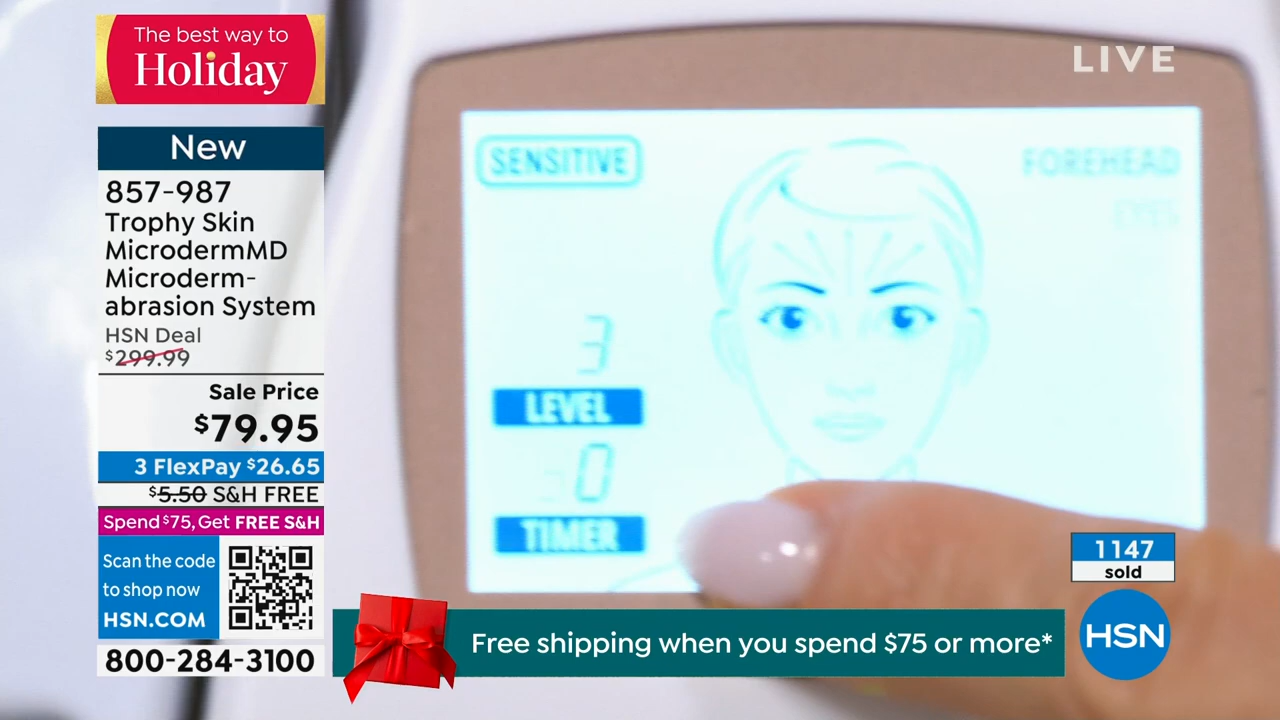 The best way to
Holiday
New
857-987
Trophy Skin
MicrodermMD
Microderm-
abrasion System
HSN Deal
$299.99
Sale Price
$79.95
3 FlexPay $26.65
$5.50 S&H FREE
Spend $75, Get FREE S&H
Scan the code
to shop now
HSN.COM
800-284-3100
LIVE
SENSITIVE
FOREHEAD
EYES
3
LEVEL
0
TIMER
1147
sold
HSN
Free shipping when you spend $75 or more*